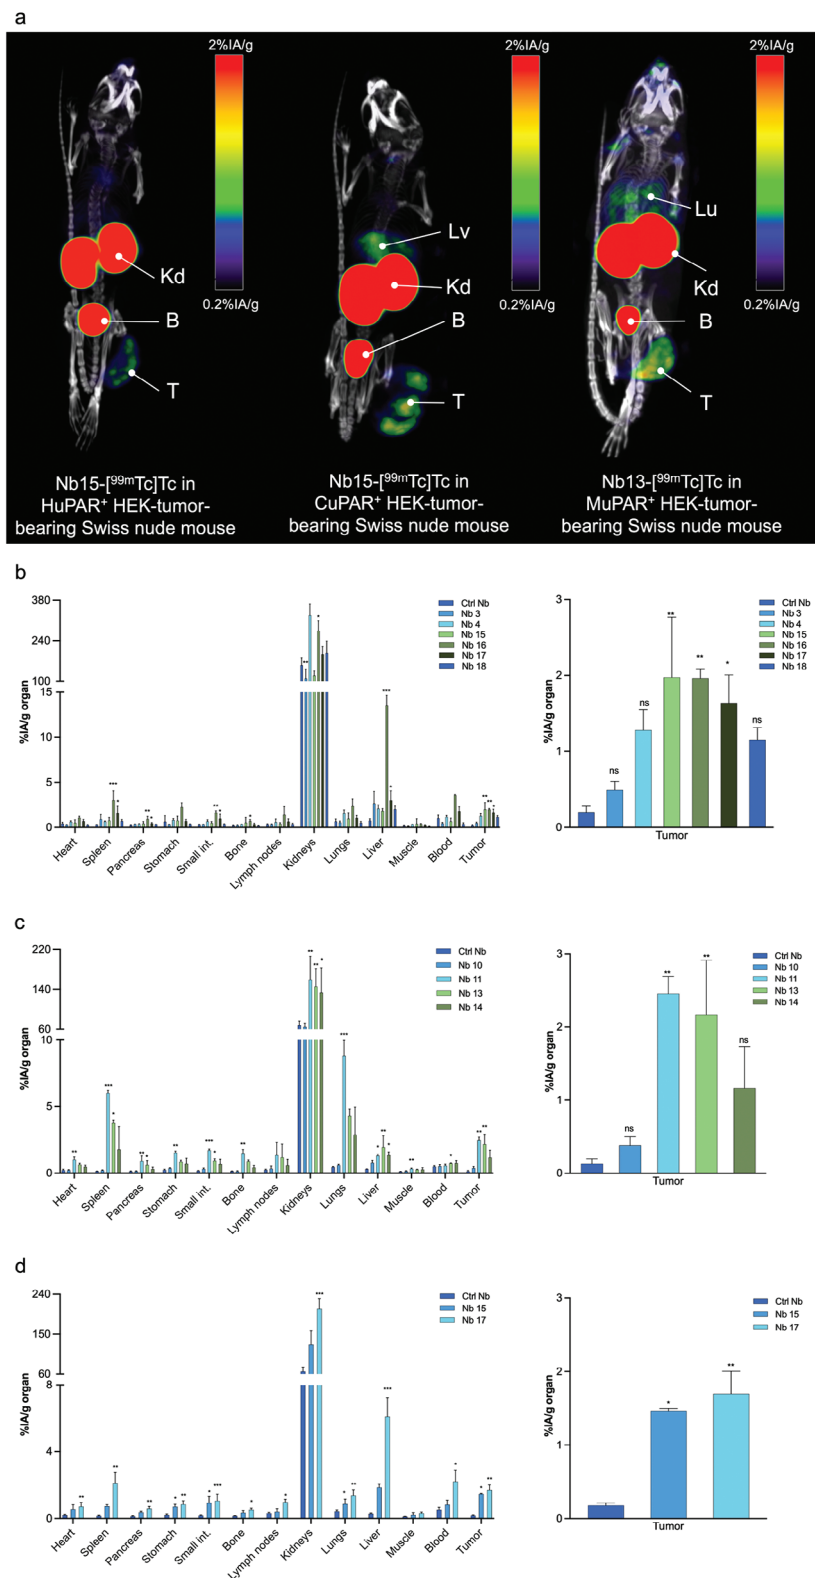 a
2%IA/g
2%IA/g
2%IA/g
Lu
Lv
Kd
Kd
Kd
B
B
B
0.2%IA/g
0.2%IA/g
0.2%IA/g
T
T
T
Nb15-[99mTc]Tc in
HuPAR+ HEK-tumor-
bearing Swiss nude mouse
Nb15-[99mTc]Tc in
CuPAR+ HEK-tumor-
bearing Swiss nude mouse
Nb13-[99mTc]Tc in
MuPAR+ HEK-tumor-
bearing Swiss nude mouse
b
%IA/g organ
380
240
100
15
10
5
0
Ctrl Nb
Nb 3
Nb 4
Nb 15
Nb 16
Nb 17
Nb 18
*** * ** * ** * * ** * *** * ** ** *
Heart
Spleen
Pancreas
Stomach
Small int.
Bone
Lymph nodes
Kidneys
Lungs
Liver
Muscle
Blood
Tumor
%IA/g organ
3
2
1
0
ns
ns
**
**
*
ns
Tumor
Ctrl Nb
Nb 3
Nb 4
Nb 15
Nb 16
Nb 17
Nb 18
c
%IA/g organ
220
140
60
10
5
0
Ctrl Nb
Nb 10
Nb 11
Nb 13
Nb 14
** *** * ** * ** *** * ** ** ** * *** * ** * ** * ** **
Heart
Spleen
Pancreas
Stomach
Small int.
Bone
Lymph nodes
Kidneys
Lungs
Liver
Muscle
Blood
Tumor
%IA/g organ
3
2
1
0
ns
**
**
ns
Tumor
Ctrl Nb
Nb 10
Nb 11
Nb 13
Nb 14
d
%IA/g organ
240
150
60
8
4
0
Ctrl Nb
Nb 15
Nb 17
** ** ** * ** * *** * * *** * ** *** * * **
Heart
Spleen
Pancreas
Stomach
Small int.
Bone
Lymph nodes
Kidneys
Lungs
Liver
Muscle
Blood
Tumor
%IA/g organ
3
2
1
0
*
**
Tumor
Ctrl Nb
Nb 15
Nb 17